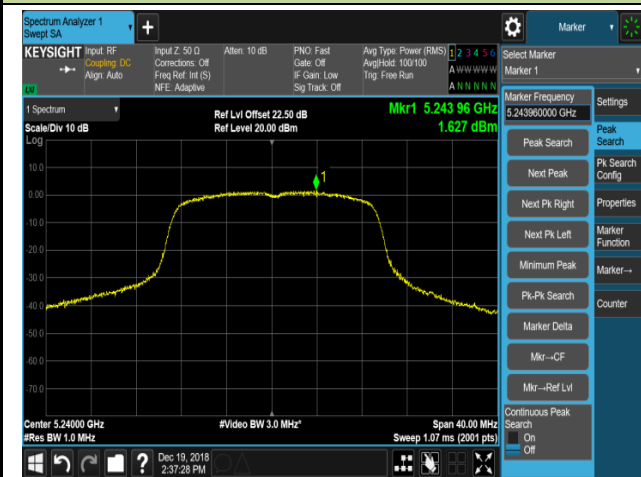 Spectrum Analyzer 1
Swept SA
+
Marker
KEYSIGHT
Input: RF
Coupling: DC
Align: Auto
Input Z: 50 Ω
Corrections: Off
Freq Ref: Int (S)
NFE: Adaptive
Atten: 10 dB
PNO: Fast
Gate: Off
IF Gain: Low
Sig Track: Off
Avg Type: Power (RMS)
Avg|Hold: 100/100
Trig: Free Run
1 2 3 4 5 6
A W W W W W
A N N N N N
LXI
Select Marker
Marker 1
1 Spectrum
Scale/Div 10 dB
Log
Ref Lvl Offset 22.50 dB
Ref Level 20.00 dBm
Mkr1 5.243 96 GHz
1.627 dBm
1
10.0
0.00
-10.0
-20.0
-30.0
-40.0
-50.0
-60.0
-70.0
Center 5.24000 GHz
#Res BW 1.0 MHz
#Video BW 3.0 MHz*
Span 40.00 MHz
Sweep 1.07 ms (2001 pts)
Marker Frequency
5.243960000 GHz
Peak Search
Next Peak
Next Pk Right
Next Pk Left
Minimum Peak
Pk-Pk Search
Marker Delta
Mkr→CF
Mkr→Ref Lvl
Continuous Peak
Search
On
Off
Settings
Peak
Search
Pk Search
Config
Properties
Marker
Function
Marker→
Counter
?
Dec 19, 2018
2:37:28 PM